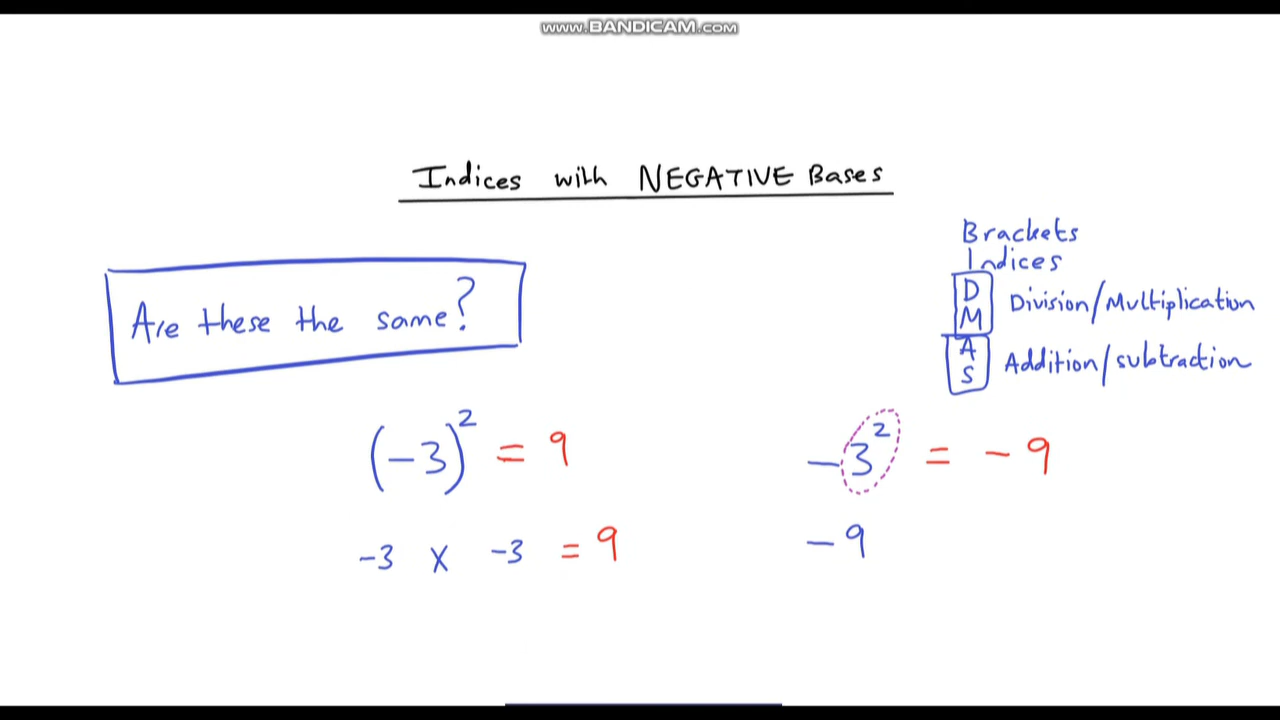 www.BANDICAM.com
Indices with NEGATIVE Bases
Brackets
Indices
Are these the same?
D
M
Division/Multiplication
A
S
Addition/subtraction
(-3)² = 9
-3² = -9
-3 x -3 = 9
-9